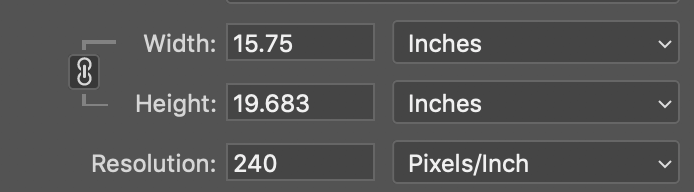 Width: 15.75 Inches
Height: 19.683 Inches
Resolution: 240 Pixels/Inch